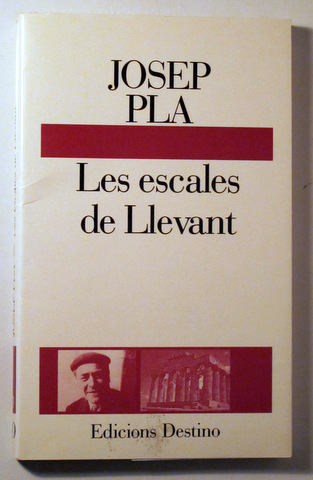 JOSEP
PLA
Les escales
de Llevant
Edicions Destino